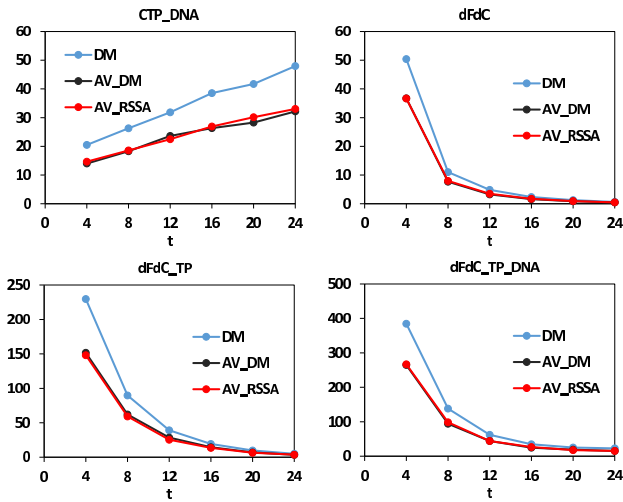 CTP_DNA
60
50
40
30
20
10
0
DM
AV_DM
AV_RSSA
0 4 8 12 16 20 24
t
dFdC
60
50
40
30
20
10
0
DM
AV_DM
AV_RSSA
0 4 8 12 16 20 24
t
dFdC_TP
250
200
150
100
50
0
DM
AV_DM
AV_RSSA
0 4 8 12 16 20 24
t
dFdC_TP_DNA
500
400
300
200
100
0
DM
AV_DM
AV_RSSA
0 4 8 12 16 20 24
t